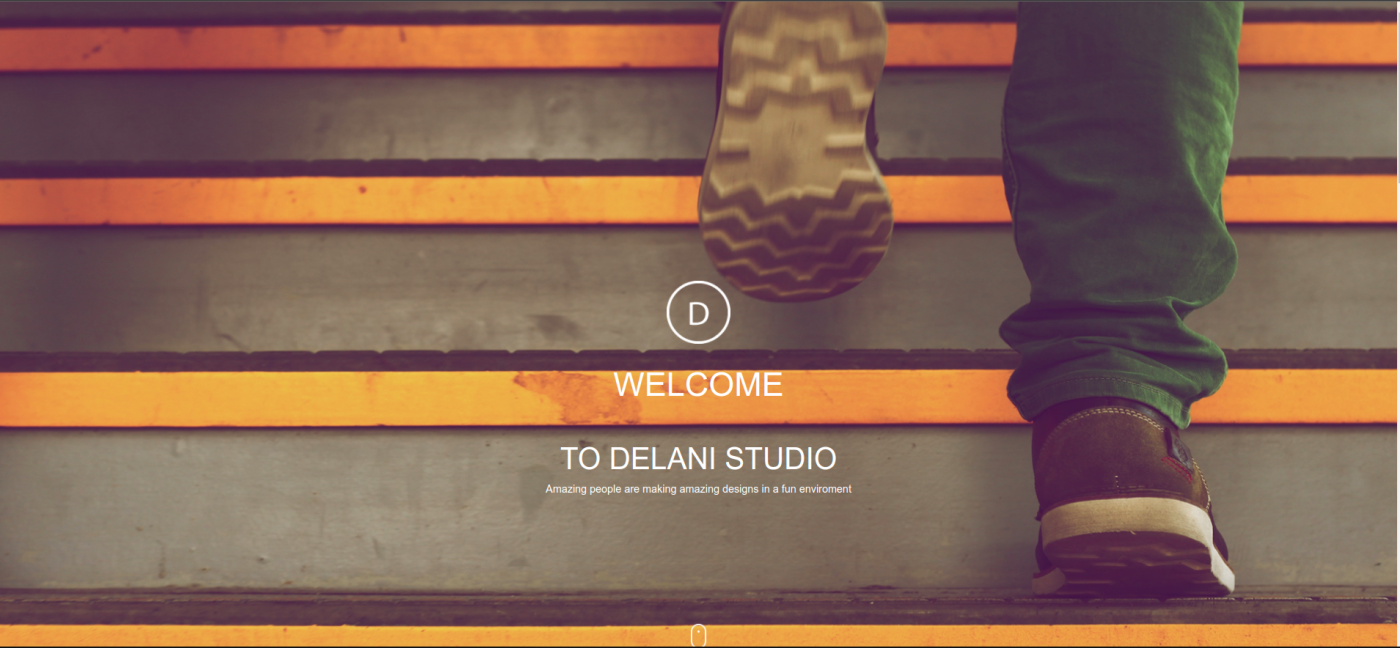 D
WELCOME
TO DELANI STUDIO
Amazing people are making amazing designs in a fun enviroment